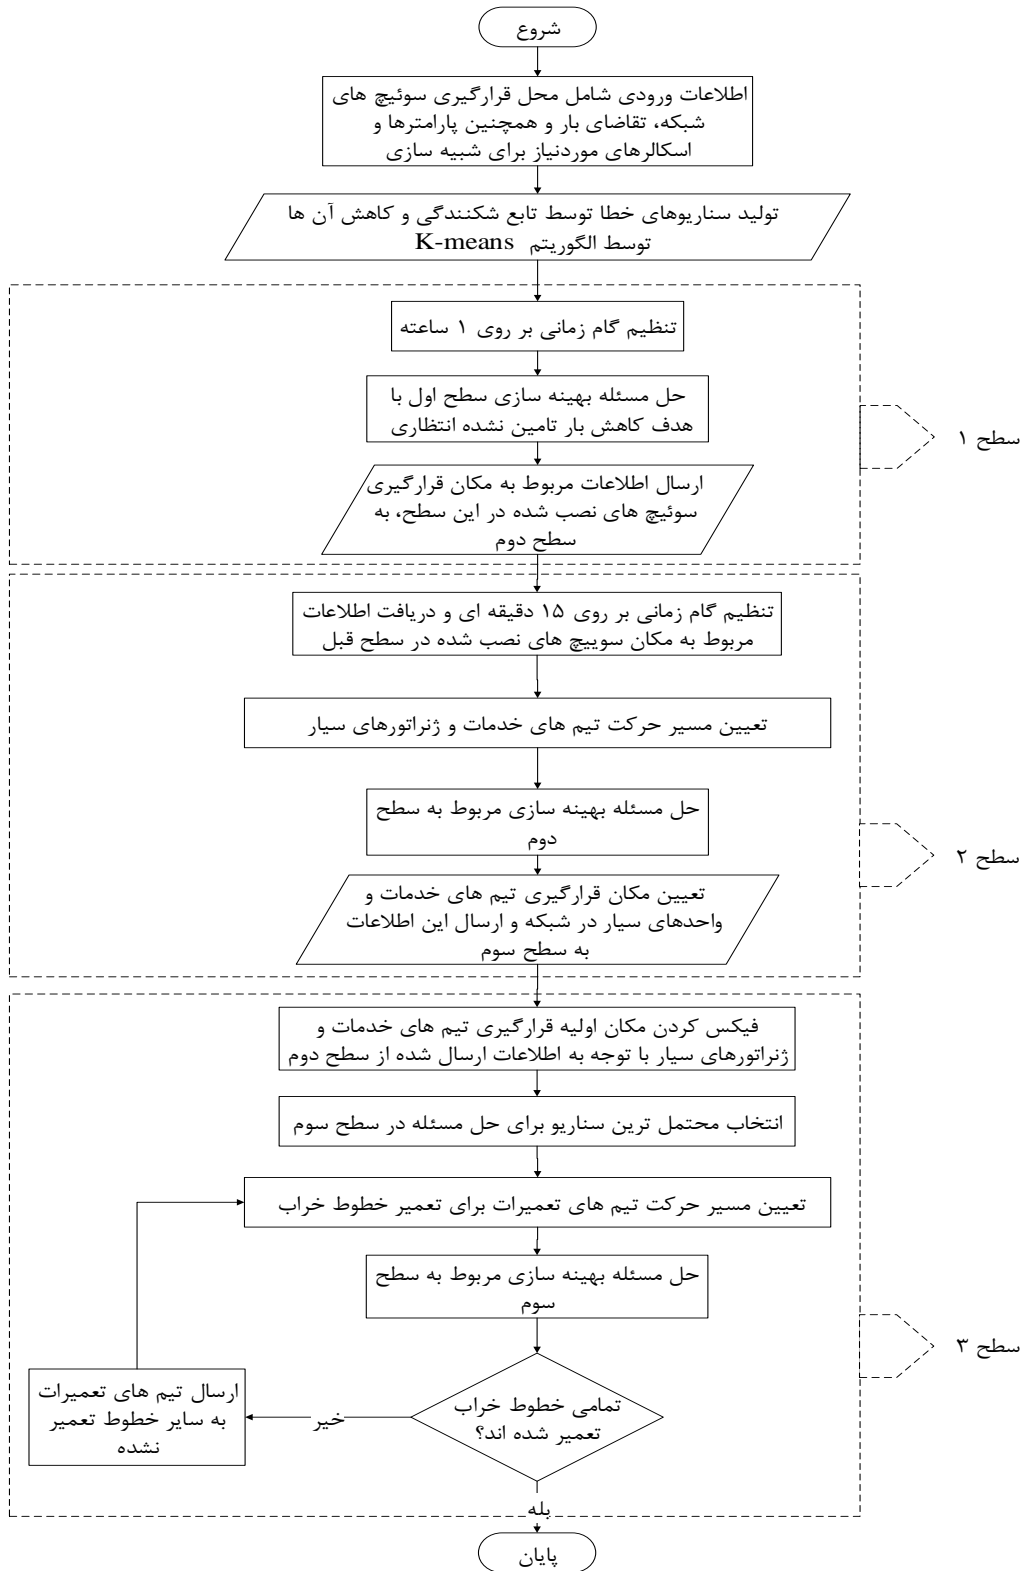 شروع
اطلاعات ورودی شامل محل قرارگیری سوئیچ های
شبکه، تقاضای بار و همچنین پارامترها و
اسکالرهای موردنیاز برای شبیه سازی
تولید سناریوهای خطا توسط تابع شکنندگی و کاهش آن ها
توسط الگوریتم K-means
تنظیم گام زمانی بر روی ۱ ساعته
حل مسئله بهینه سازی سطح اول با
هدف کاهش بار تامین نشده انتظاری
ارسال اطلاعات مربوط به مکان قرارگیری
سوئیچ های نصب شده در این سطح، به
سطح دوم
سطح ۱
تنظیم گام زمانی بر روی ۱۵ دقیقه ای و دریافت اطلاعات
مربوط به مکان سوییچ های نصب شده در سطح قبل
تعیین مسیر حرکت تیم های خدمات و ژنراتورهای سیار
حل مسئله بهینه سازی مربوط به سطح
دوم
تعیین مکان قرارگیری تیم های خدمات و
واحدهای سیار در شبکه و ارسال این اطلاعات
به سطح سوم
سطح ۲
فیکس کردن مکان اولیه قرارگیری تیم های خدمات و
ژنراتورهای سیار با توجه به اطلاعات ارسال شده از سطح دوم
انتخاب محتمل ترین سناریو برای حل مسئله در سطح سوم
تعیین مسیر حرکت تیم های تعمیرات برای تعمیر خطوط خراب
حل مسئله بهینه سازی مربوط به سطح
سوم
سطح ۳
تمامی خطوط خراب
تعمیر شده اند؟
خیر
ارسال تیم های تعمیرات
به سایر خطوط تعمیر
نشده
بله
پایان